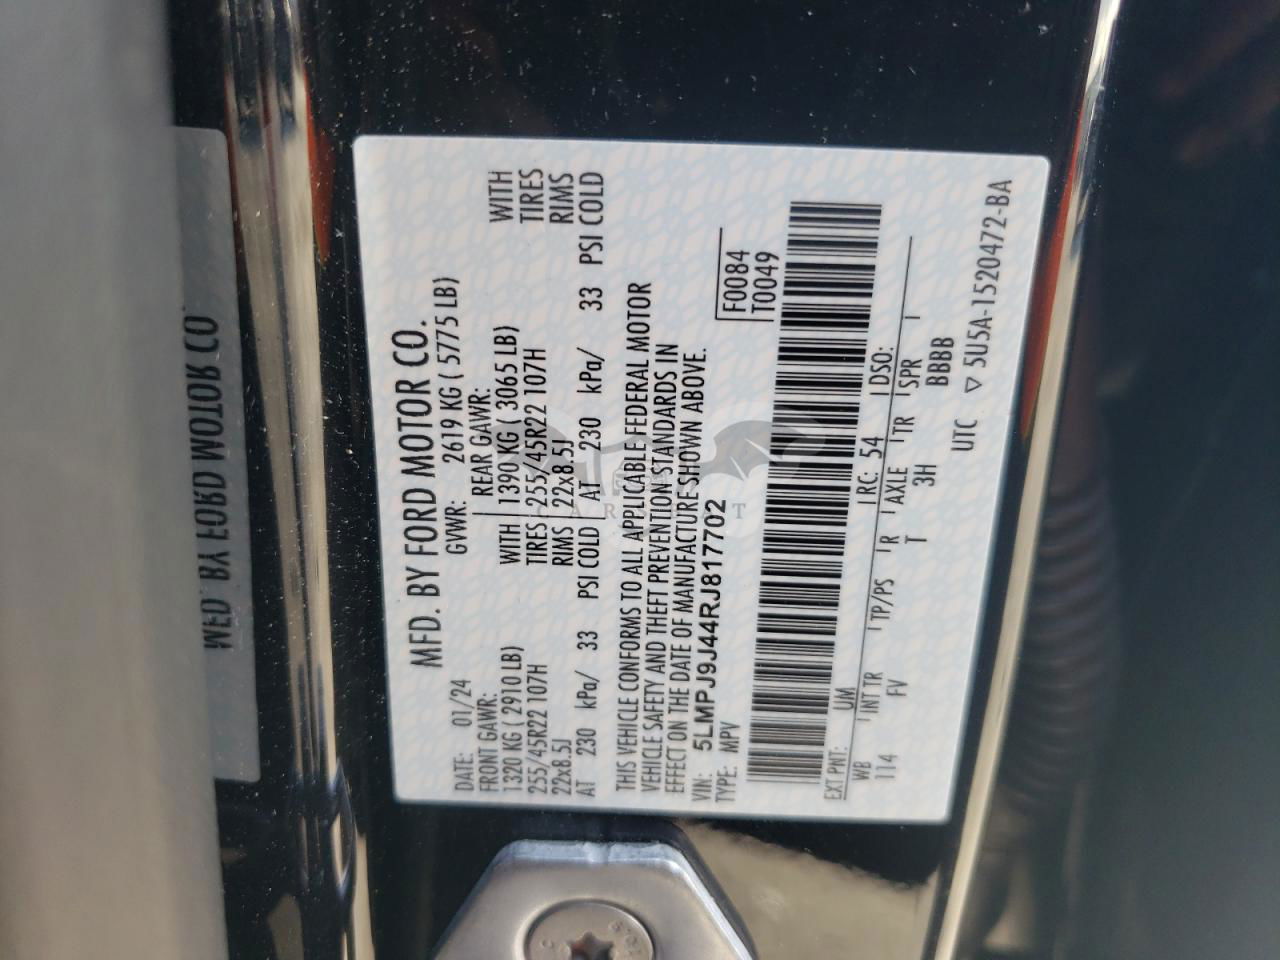 MFD. BY FORD MOTOR CO.
DATE: 01/24 GVWR: 2619 KG ( 5775 LB)
FRONT GAWR: REAR GAWR:
1320 KG ( 2910 LB) WITH 1390 KG ( 3065 LB) WITH
255/45R22 107H TIRES 255/45R22 107H TIRES
22x8.5J RIMS 22x8.5J RIMS
AT 230 kPa/ 33 PSI COLD AT 230 kPa/ 33 PSI COLD
THIS VEHICLE CONFORMS TO ALL APPLICABLE FEDERAL MOTOR
VEHICLE SAFETY AND THEFT PREVENTION STANDARDS IN
EFFECT ON THE DATE OF MANUFACTURE SHOWN ABOVE.
VIN: 5LMPJ9J44RJ817702 F0084
TYPE: MPV T0049
EXT PNT: UM RC: 54 DSO:
WB INT TR TP/PS R AXLE TR SPR
114 FV T 3H BBBB
UTC ▽ 5U5A-1520472-BA
MFD. BY FORD MOTOR CO.